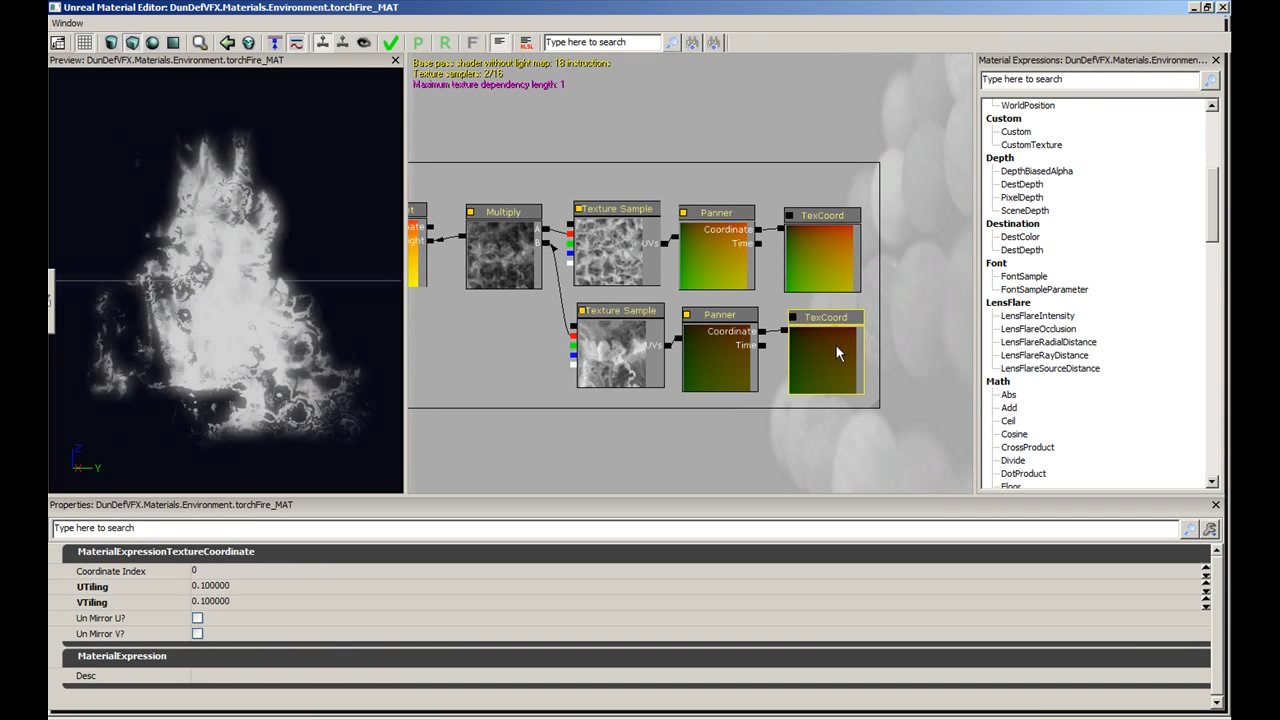 Unreal Material Editor: DunDefVFX.Materials.Environment.torchFire_MAT
Window
P R F HLSL Type here to search
Preview: DunDefVFX.Materials.Environment.torchFire_MAT
Base pass shader without light map: 18 instructions
Texture samplers: 2/16
Maximum texture dependency length: 1
Multiply
A
B
Texture Sample
UVs
Panner
Coordinate
Time
TexCoord
Texture Sample
UVs
Panner
Coordinate
Time
TexCoord
Z
X Y
Material Expressions: DunDefVFX.Materials.Environmen...
Type here to search
WorldPosition
Custom
Custom
CustomTexture
Depth
DepthBiasedAlpha
DestDepth
PixelDepth
SceneDepth
Destination
DestColor
DestDepth
Font
FontSample
FontSampleParameter
LensFlare
LensFlareIntensity
LensFlareOcclusion
LensFlareRadialDistance
LensFlareRayDistance
LensFlareSourceDistance
Math
Abs
Add
Ceil
Cosine
CrossProduct
Divide
DotProduct
Floor
Properties: DunDefVFX.Materials.Environment.torchFire_MAT
Type here to search
MaterialExpressionTextureCoordinate
Coordinate Index 0
UTiling 0.100000
VTiling 0.100000
Un Mirror U?
Un Mirror V?
MaterialExpression
Desc